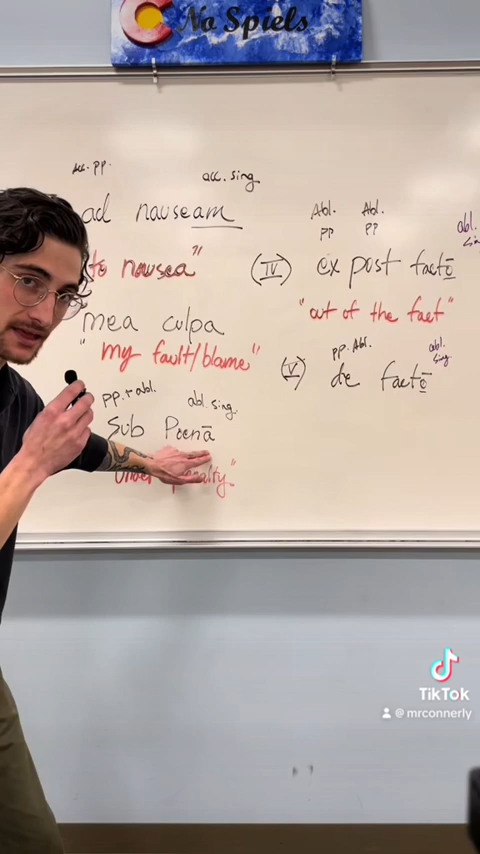 No Spiels
acc. pp.
acc. sing
ad nauseam
"to nausea"
mea culpa
"my fault/blame"
pp. + abl.
abl. sing.
Sub Poenā
"under penalty"
Abl. Abl.
PP PP
abl.
(IV) ex post factō
"out of the fact"
pp. Abl.
abl.
sing
(V) de factō
TikTok
@mrconnerly